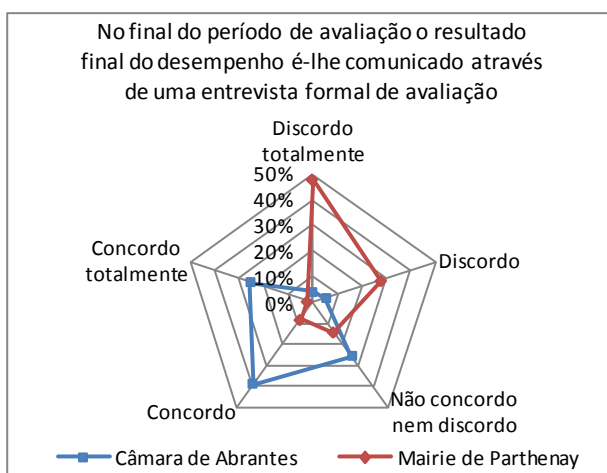 No final do período de avaliação o resultado
final do desempenho é-lhe comunicado através
de uma entrevista formal de avaliação
Discordo
totalmente
50%
40%
30%
20%
10%
0%
Discordo
Não concordo
nem discordo
Concordo
Concordo
totalmente
Câmara de Abrantes
Mairie de Parthenay